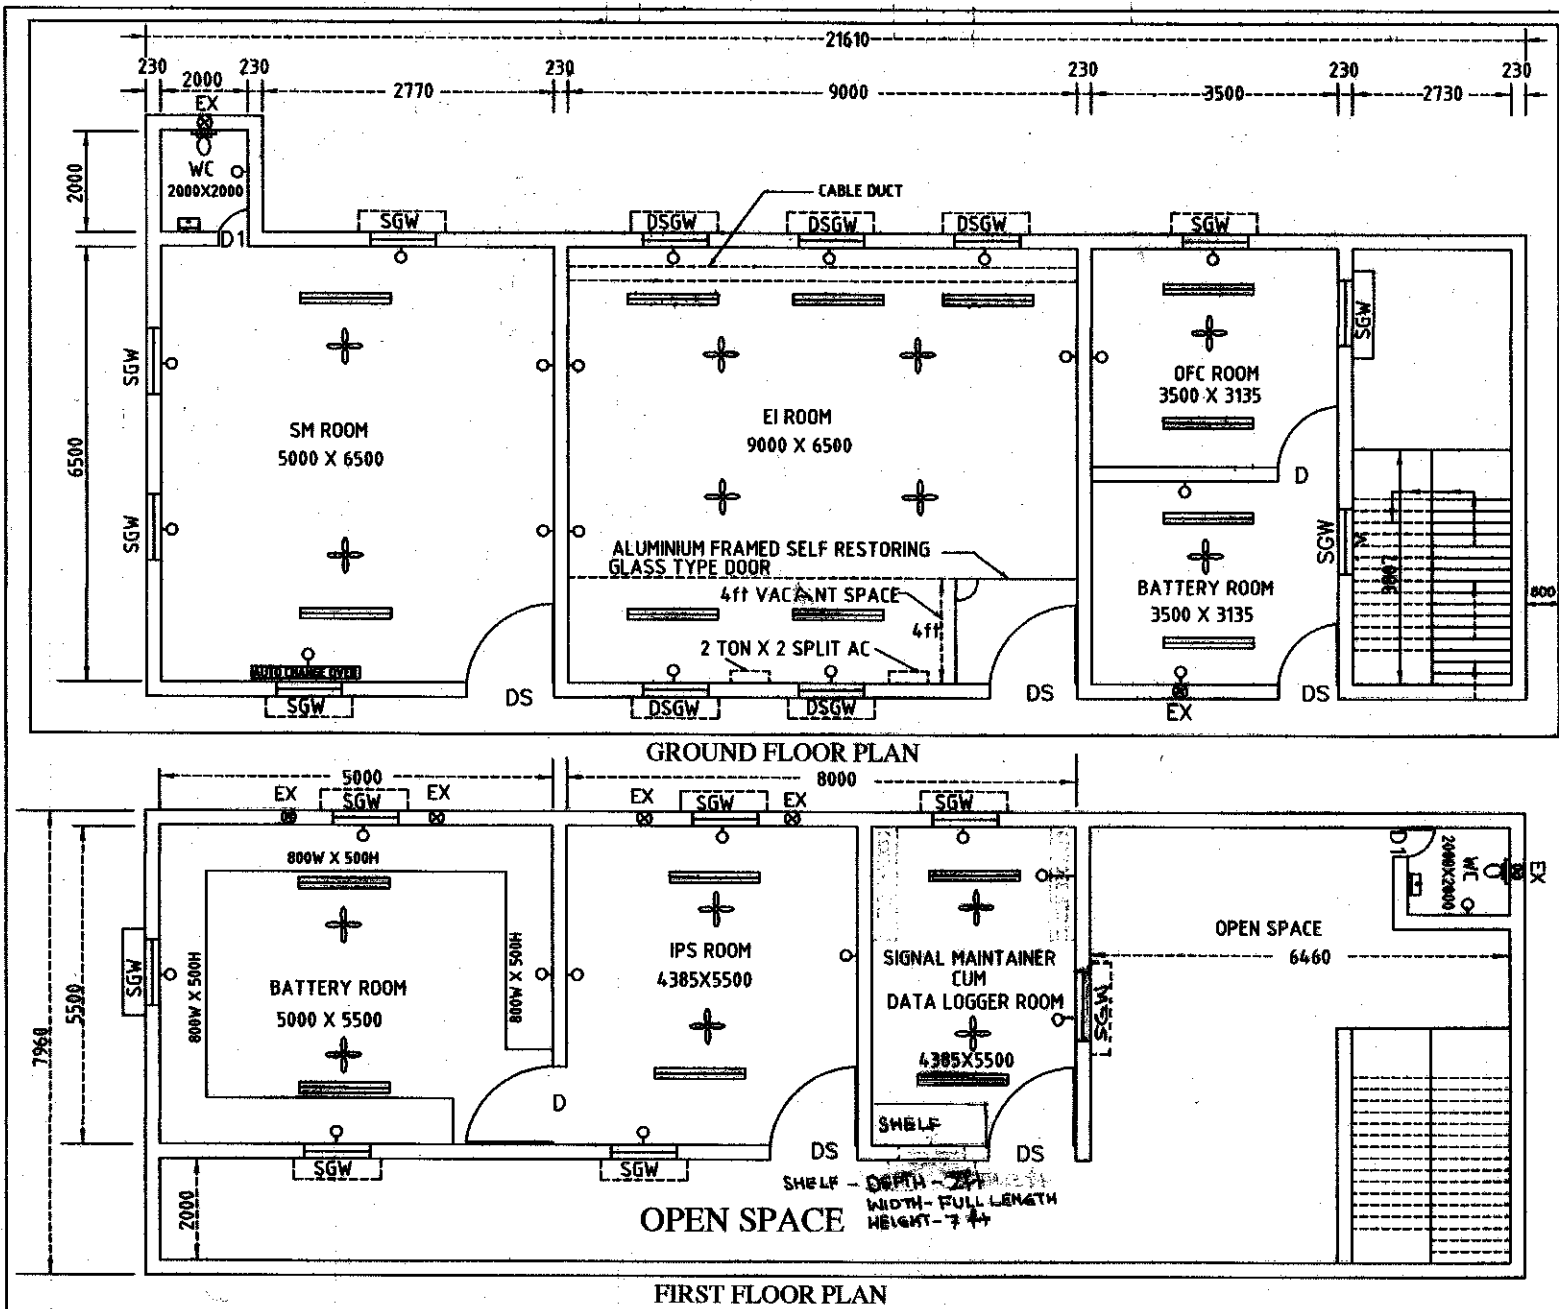 21610
230
2000
230
2770
230
9000
230
3500
230
2730
230
EX
WC
2000X2000
2000
D1
SGW
CABLE DUCT
DSGW
DSGW
DSGW
SGW
SGW
SGW
6500
SM ROOM
5000 X 6500
EI ROOM
9000 X 6500
OFC ROOM
3500 X 3135
SGW
D
ALUMINIUM FRAMED SELF RESTORING
GLASS TYPE DOOR
4ft VACANT SPACE
4ft
2 TON X 2 SPLIT AC
BATTERY ROOM
3500 X 3135
SGW
800
AUTO CHANGE OVER
SGW
DS
DSGW
DSGW
DS
EX
DS
GROUND FLOOR PLAN
5000
8000
EX
SGW
EX
EX
SGW
EX
SGW
800W X 500H
800W X 500H
800W X 500H
SGW
5500
7960
BATTERY ROOM
5000 X 5500
IPS ROOM
4385X5500
SIGNAL MAINTAINER
CUM
DATA LOGGER ROOM
4385X5500
SGW
OPEN SPACE
6460
D1
WC
2000X2000
EX
D
SHELF
SGW
SGW
DS
DS
2000
SHELF - DEPTH - 2ft
WIDTH - FULL LENGTH
HEIGHT - 7 ft
OPEN SPACE
FIRST FLOOR PLAN